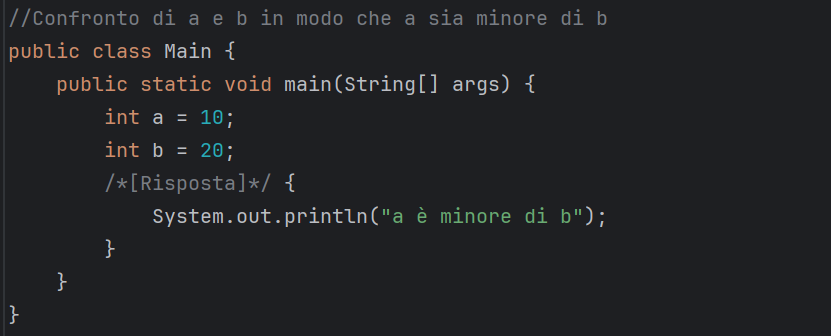 //Confronto di a e b in modo che a sia minore di b
public class Main {
    public static void main(String[] args) {
        int a = 10;
        int b = 20;
        /*[Risposta]*/ {
            System.out.println("a è minore di b");
        }
    }
}